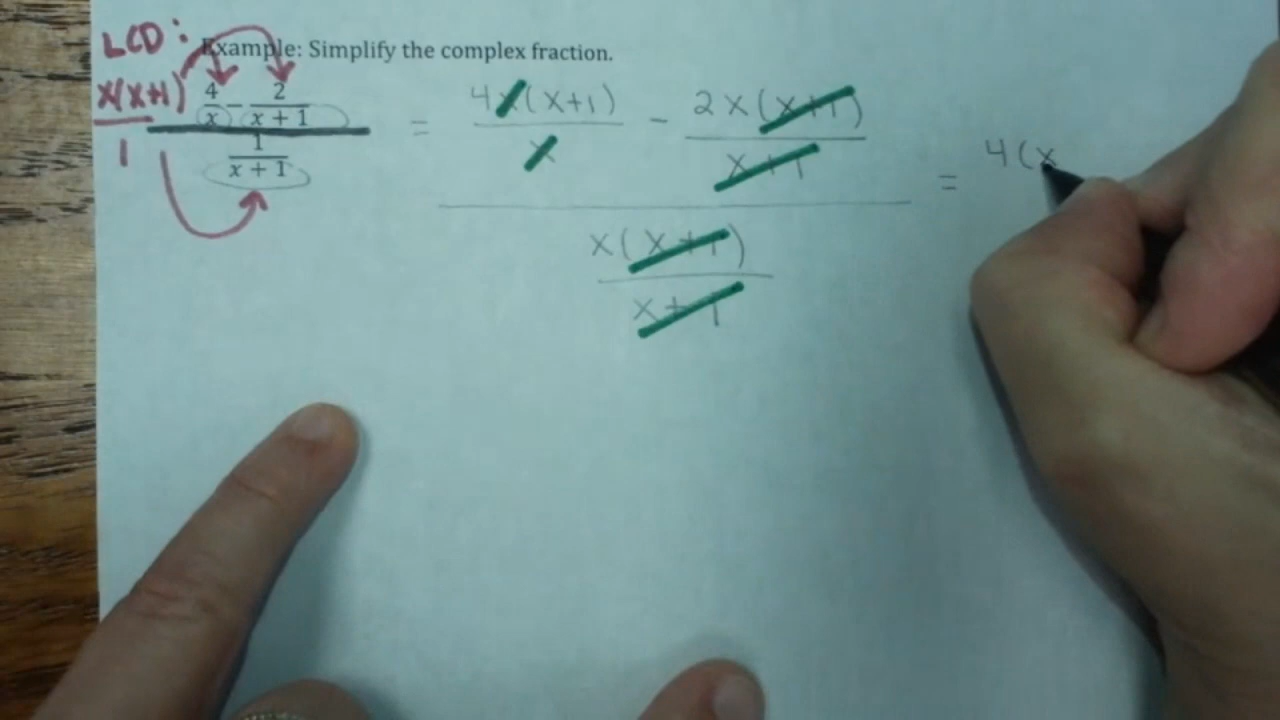 LCD:
Example: Simplify the complex fraction.
x(x+1)
1
4/x - 2/(x + 1)
1/(x + 1)
=
4x(x+1)/x - 2x(x+1)/(x+1)
x(x+1)/(x+1)
=
4(x